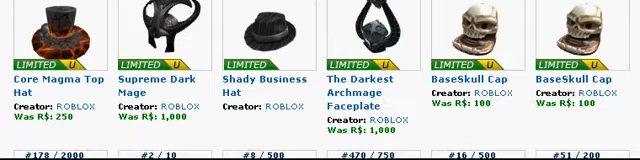 LIMITED U LIMITED U LIMITED LIMITED U LIMITED U LIMITED U
Core Magma Top Supreme Dark Shady Business The Darkest BaseSkull Cap BaseSkull Cap
Hat Mage Hat Archmage Creator: ROBLOX Creator: ROBLOX
Creator: ROBLOX Creator: ROBLOX Creator: ROBLOX Faceplate Was R$: 100 Was R$: 100
Was R$: 250 Was R$: 1,000 Creator: ROBLOX
Was R$: 1,000
#178 / 2000 #2 / 10 #8 / 500 #470 / 750 #16 / 500 #51 / 200